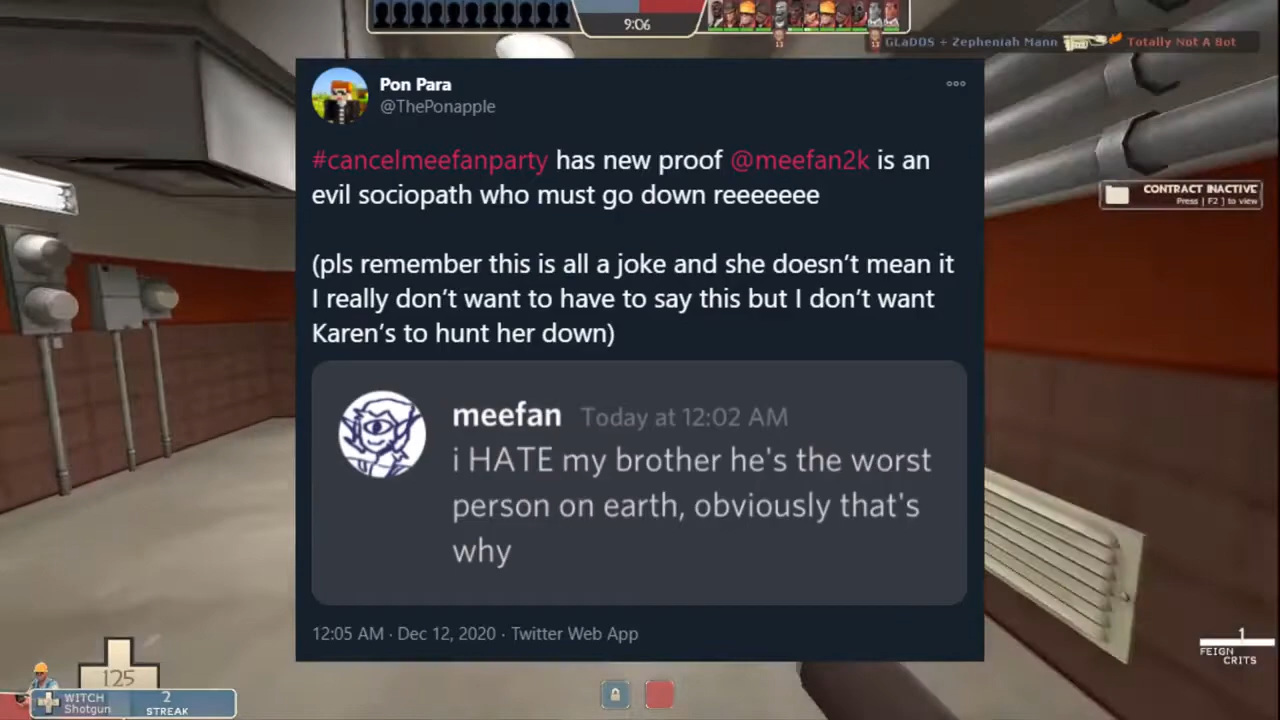 9:06
GLaDOS + Zepheniah Mann Totally Not A Bot
13 13
Pon Para
@ThePonapple
CONTRACT INACTIVE
Press [ F2 ] to view
#cancelmeefanparty has new proof @meefan2k is an
evil sociopath who must go down reeeeeee
(pls remember this is all a joke and she doesn’t mean it
I really don’t want to have to say this but I don’t want
Karen’s to hunt her down)
meefan Today at 12:02 AM
i HATE my brother he's the worst
person on earth, obviously that's
why
12:05 AM · Dec 12, 2020 · Twitter Web App
125
WITCH
Shotgun
2
STREAK
1
FEIGN
CRITS